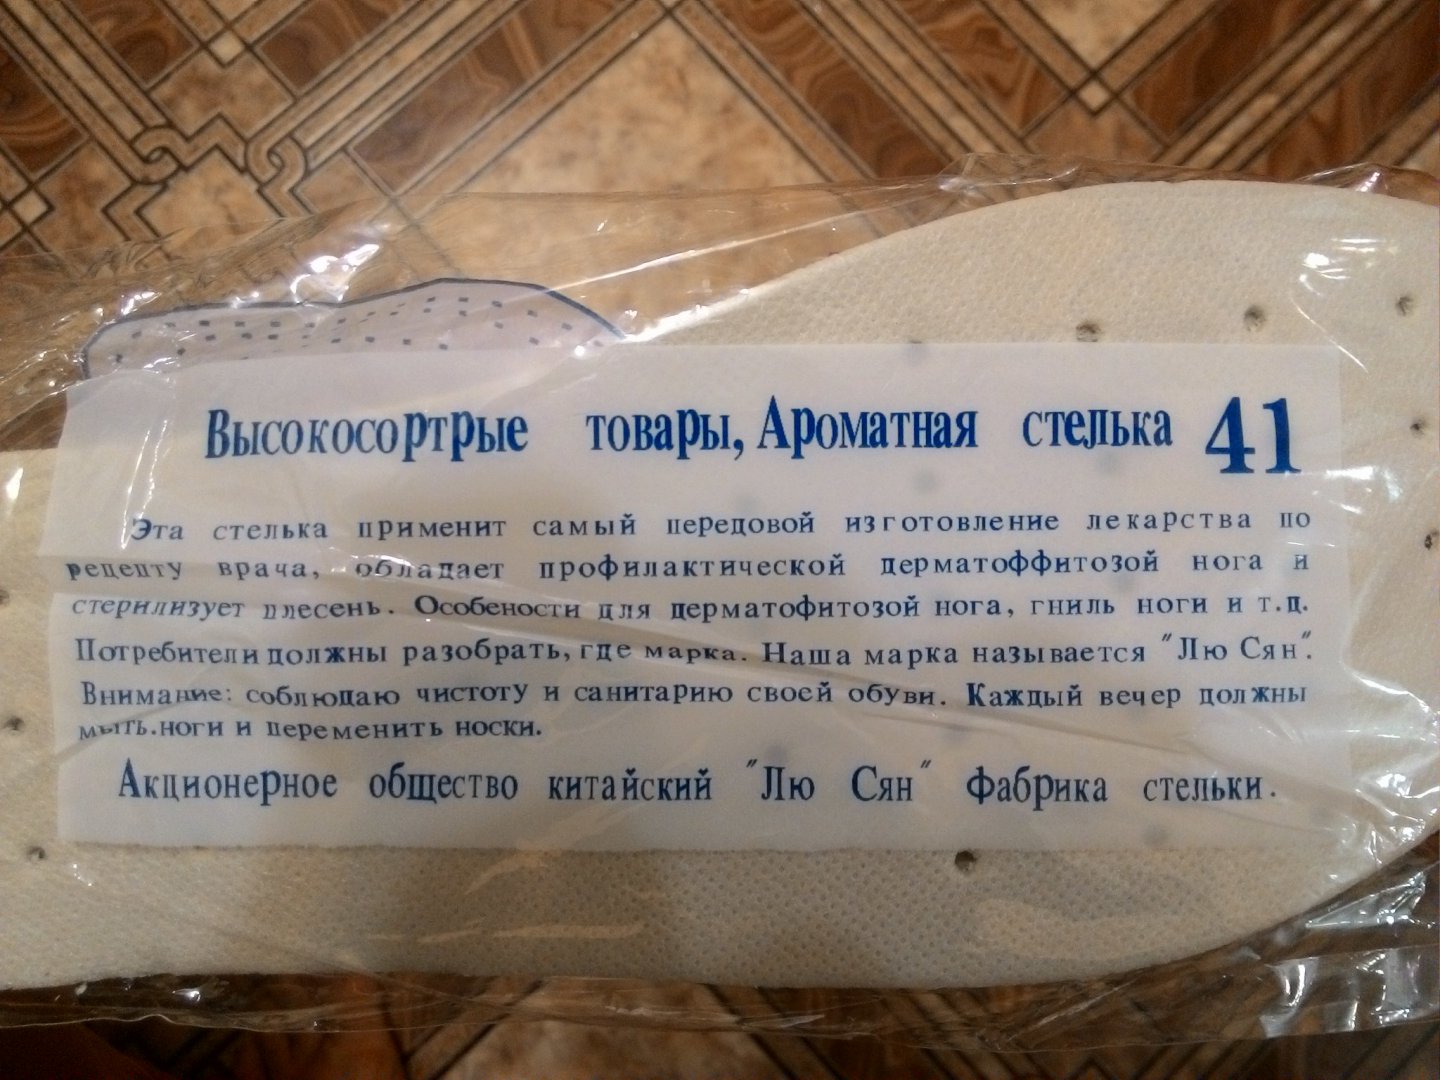 Высокосортрые товары, Ароматная стелька 41
Эта стелька применит самый передовой изготовление лекарства по
рецепту врача, обладает профилактической дерматоффитозой нога и
стерилизует плесень. Особености для дерматофитозой нога, гниль ноги и т.д.
Потребители должны разобрать, где марка. Наша марка называется "Лю Сян".
Внимание: соблюдаю чистоту и санитарию своей обуви. Каждый вечер должны
мыть.ноги и переменить носки.
Акционерное общество китайский "Лю Сян" фабрика стельки.